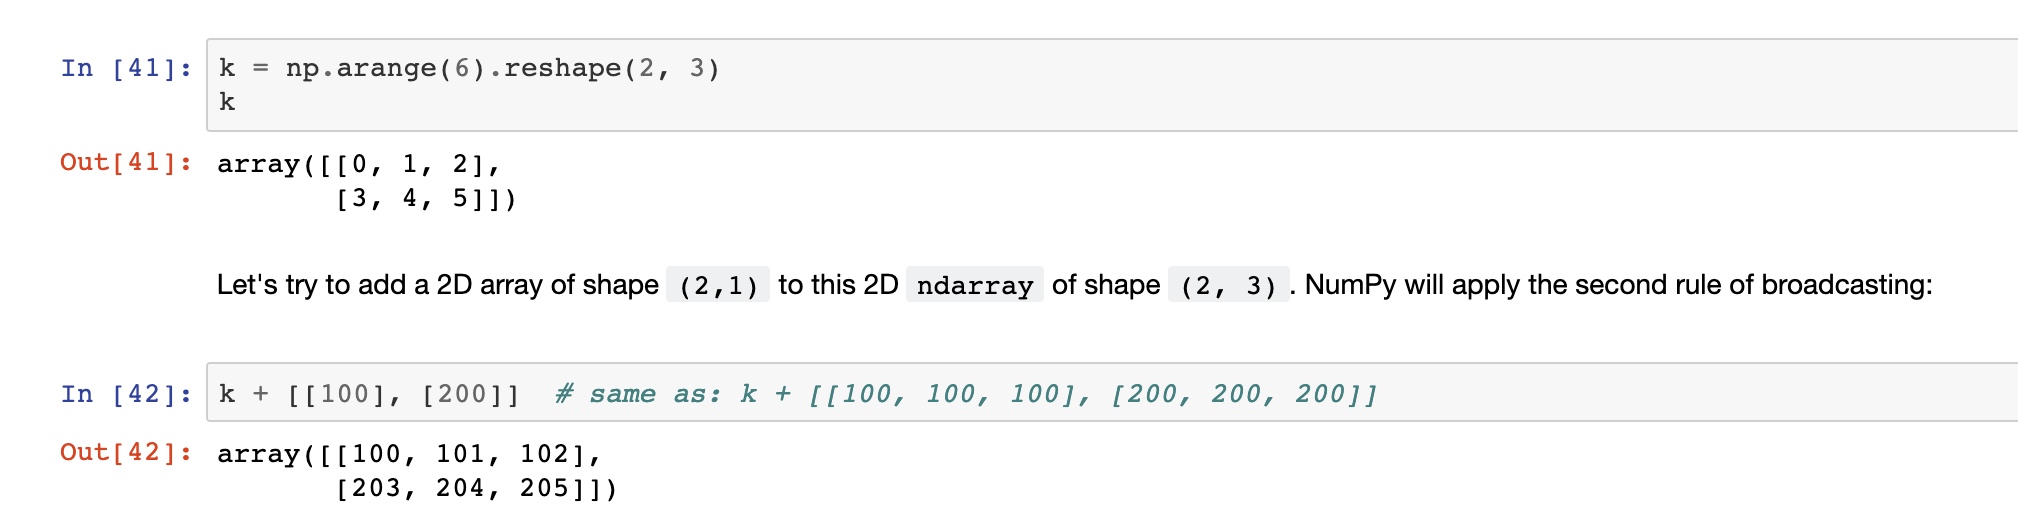 In [41]: k = np.arange(6).reshape(2, 3)
k
Out[41]: array([[0, 1, 2],
[3, 4, 5]])
Let's try to add a 2D array of shape (2,1) to this 2D ndarray of shape (2, 3). NumPy will apply the second rule of broadcasting:
In [42]: k + [[100], [200]]  # same as: k + [[100, 100, 100], [200, 200, 200]]
Out[42]: array([[100, 101, 102],
[203, 204, 205]])